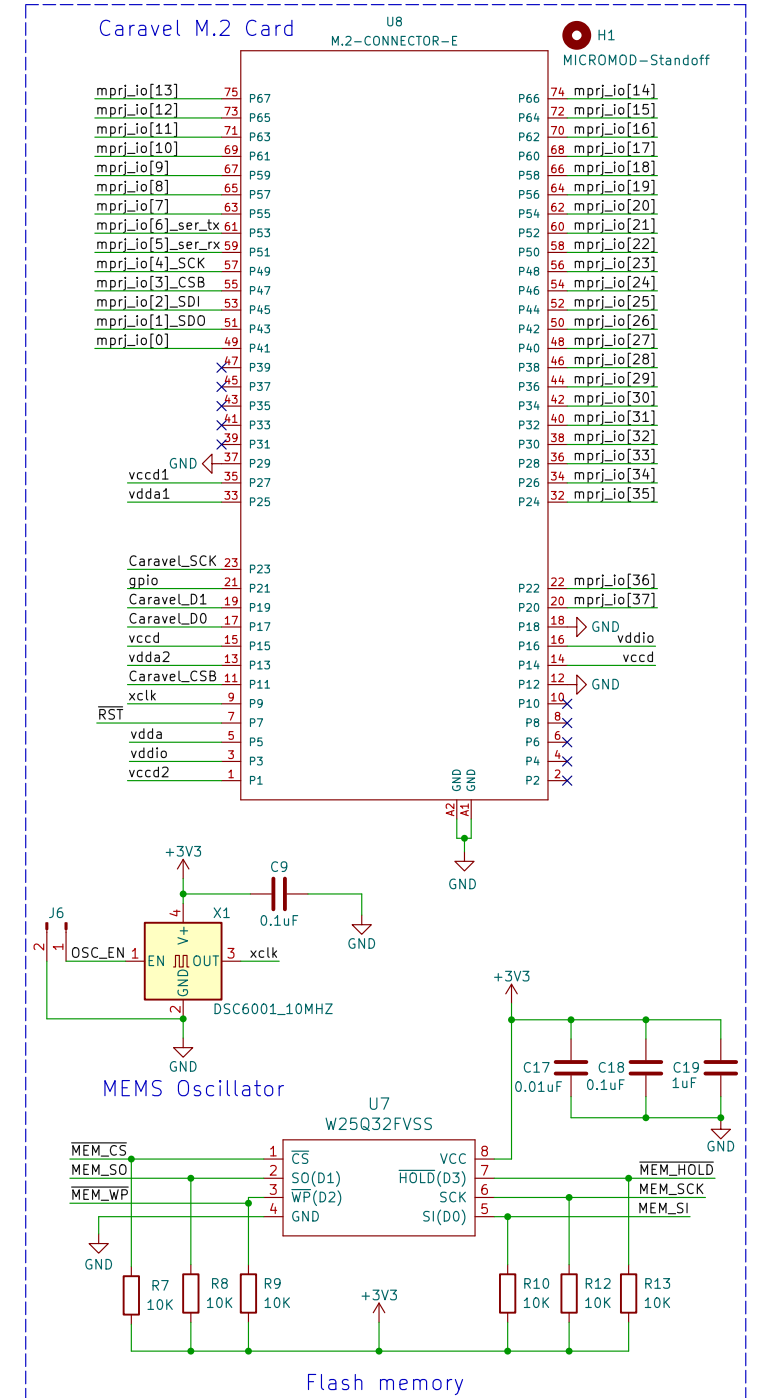 Caravel M.2 Card
U8
M.2-CONNECTOR-E
H1
MICROMOD-Standoff
mprj_io[13] 75 P67 P66 74 mprj_io[14]
mprj_io[12] 73 P65 P64 72 mprj_io[15]
mprj_io[11] 71 P63 P62 70 mprj_io[16]
mprj_io[10] 69 P61 P60 68 mprj_io[17]
mprj_io[9] 67 P59 P58 66 mprj_io[18]
mprj_io[8] 65 P57 P56 64 mprj_io[19]
mprj_io[7] 63 P55 P54 62 mprj_io[20]
mprj_io[6]_ser_tx 61 P53 P52 60 mprj_io[21]
mprj_io[5]_ser_rx 59 P51 P50 58 mprj_io[22]
mprj_io[4]_SCK 57 P49 P48 56 mprj_io[23]
mprj_io[3]_CSB 55 P47 P46 54 mprj_io[24]
mprj_io[2]_SDI 53 P45 P44 52 mprj_io[25]
mprj_io[1]_SDO 51 P43 P42 50 mprj_io[26]
mprj_io[0] 49 P41 P40 48 mprj_io[27]
47 P39 P38 46 mprj_io[28]
45 P37 P36 44 mprj_io[29]
43 P35 P34 42 mprj_io[30]
41 P33 P32 40 mprj_io[31]
39 P31 P30 38 mprj_io[32]
GND 37 P29 P28 36 mprj_io[33]
vccd1 35 P27 P26 34 mprj_io[34]
vdda1 33 P25 P24 32 mprj_io[35]
Caravel_SCK 23 P23
gpio 21 P21 P22 22 mprj_io[36]
Caravel_D1 19 P19 P20 20 mprj_io[37]
Caravel_D0 17 P17 P18 18 GND
vccd 15 P15 P16 16 vddio
vdda2 13 P13 P14 14 vccd
Caravel_CSB 11 P11 P12 12 GND
xclk 9 P9 P10 10
RST 7 P7 P8 8
vdda 5 P5 P6 6
vddio 3 P3 P4 4
vccd2 1 P1 P2 2
GND GND
A2 A1
GND
+3V3
C9
0.1uF
GND
J6
2 1
OSC_EN
X1
4 V+
1 EN OUT 3
xclk
GND 2
DSC6001_10MHZ
GND
MEMS Oscillator
+3V3
C17 C18 C19
0.01uF 0.1uF 1uF
GND
U7
W25Q32FVSS
MEM_CS 1 CS VCC 8
MEM_SO 2 SO(D1) HOLD(D3) 7 MEM_HOLD
MEM_WP 3 WP(D2) SCK 6 MEM_SCK
4 GND SI(D0) 5 MEM_SI
GND
R7 R8 R9 R10 R12 R13
10K 10K 10K 10K 10K 10K
+3V3
Flash memory